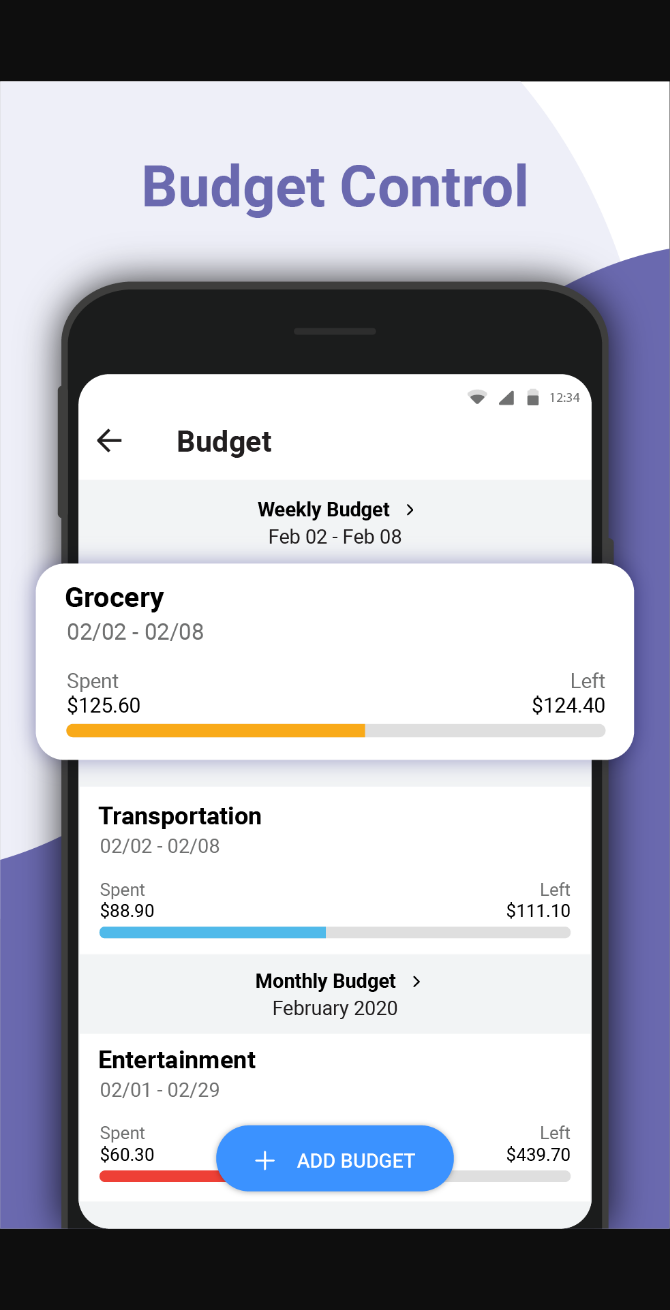 Budget Control
12:34
Budget
Weekly Budget
Feb 02 - Feb 08
Grocery
02/02 - 02/08
Spent Left
$125.60 $124.40
Transportation
02/02 - 02/08
Spent Left
$88.90 $111.10
Monthly Budget
February 2020
Entertainment
02/01 - 02/29
Spent Left
$60.30 $439.70
ADD BUDGET